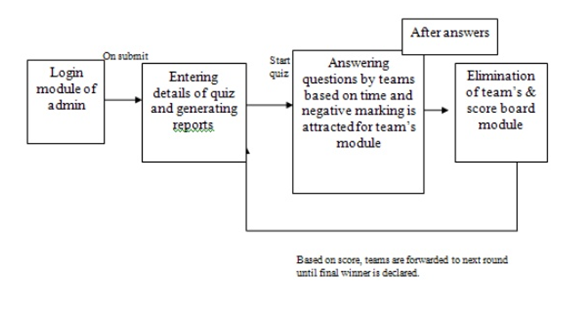 After answers
On submit
Login
module of
admin
Entering
details of quiz
and generating
reports
Start
quiz
Answering
questions by teams
based on time and
negative marking is
attracted for team's
module
Elimination
of team's &
score board
module
Based on score, teams are forwarded to next round
until final winner is declared.